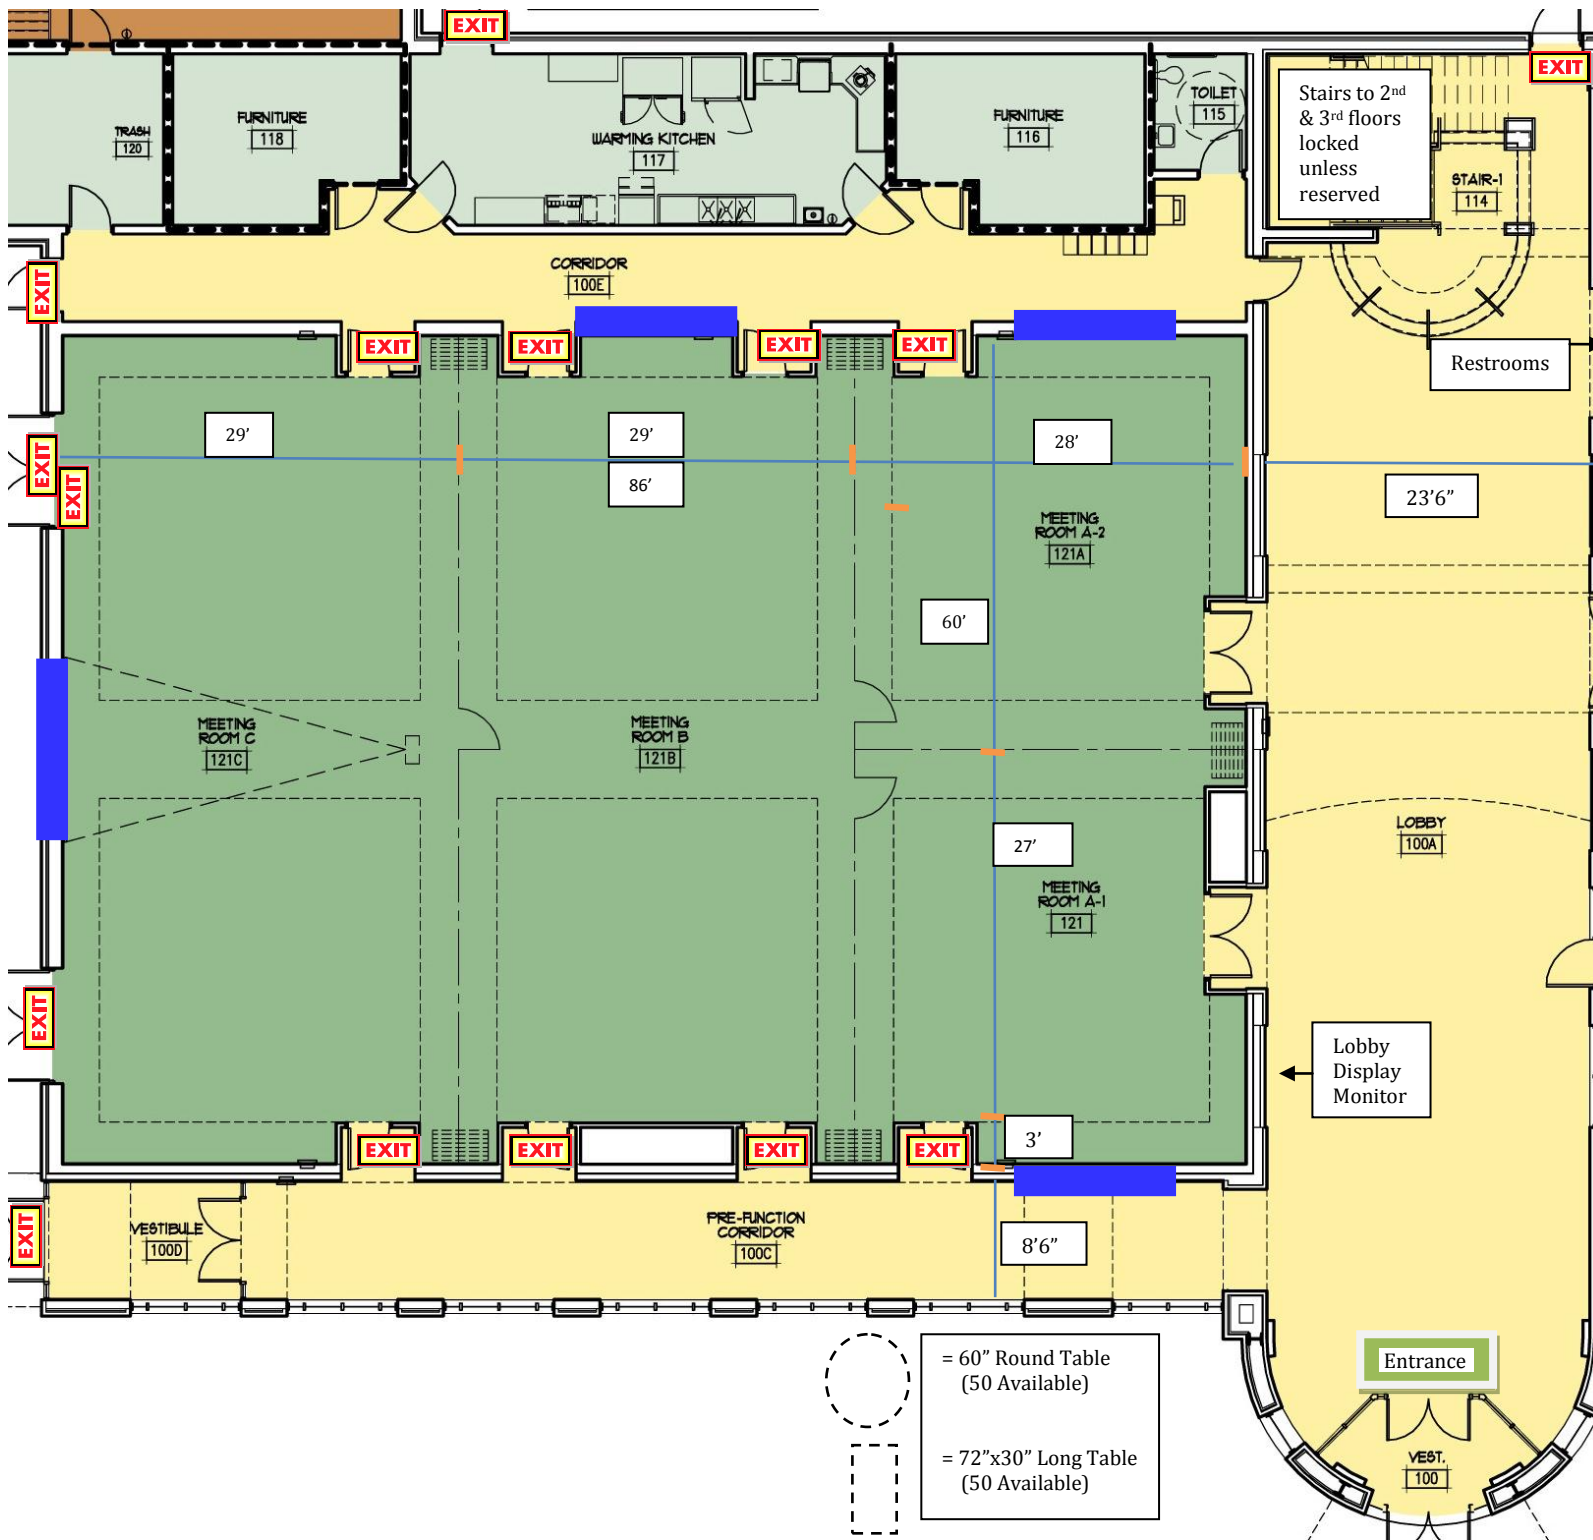 EXIT
EXIT
Stairs to 2nd
& 3rd floors
locked
unless
reserved
TRASH
120
FURNITURE
118
WARMING KITCHEN
117
FURNITURE
116
TOILET
115
STAIR-1
114
CORRIDOR
100E
EXIT
EXIT
EXIT
EXIT
EXIT
Restrooms
29'
29'
28'
86'
23'6"
EXIT
EXIT
MEETING
ROOM A-2
121A
60'
MEETING
ROOM C
121C
MEETING
ROOM B
121B
27'
LOBBY
100A
MEETING
ROOM A-1
121
EXIT
Lobby
Display
Monitor
3'
EXIT
EXIT
EXIT
EXIT
EXIT
VESTIBULE
100D
PRE-FUNCTION
CORRIDOR
100C
8'6"
= 60" Round Table
(50 Available)
= 72"x30" Long Table
(50 Available)
Entrance
VEST.
100